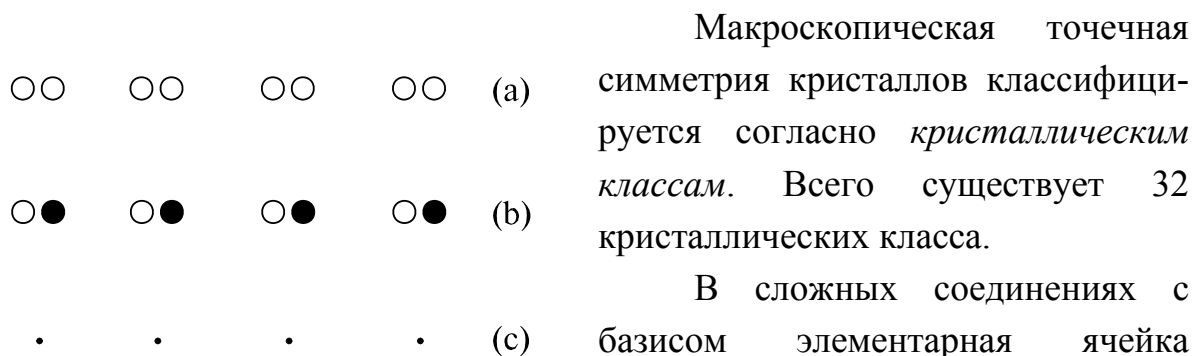 Макроскопическая точечная
симметрия кристаллов классифици-
руется согласно кристаллическим
классам. Всего существует 32
кристаллических класса.
В сложных соединениях с
базисом элементарная ячейка
(a)
(b)
(c)